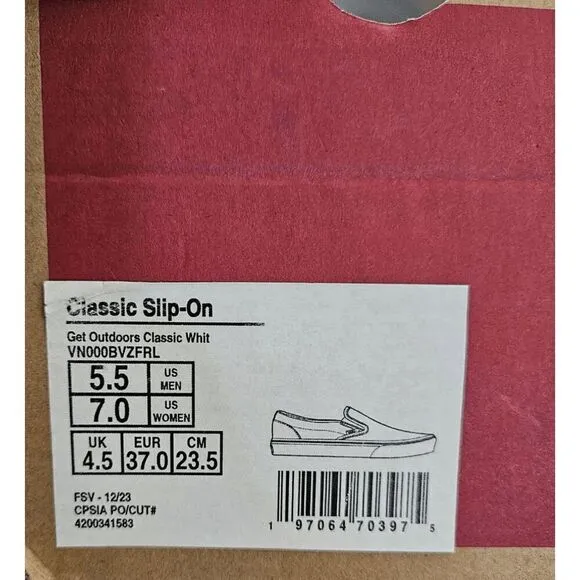 Classic Slip-On
Get Outdoors Classic Whit
VN000BVZFRL
5.5 US MEN
7.0 US WOMEN
UK EUR CM
4.5 37.0 23.5
FSV - 12/23
CPSIA PO/CUT#
4200341583
1 97064 70397 5